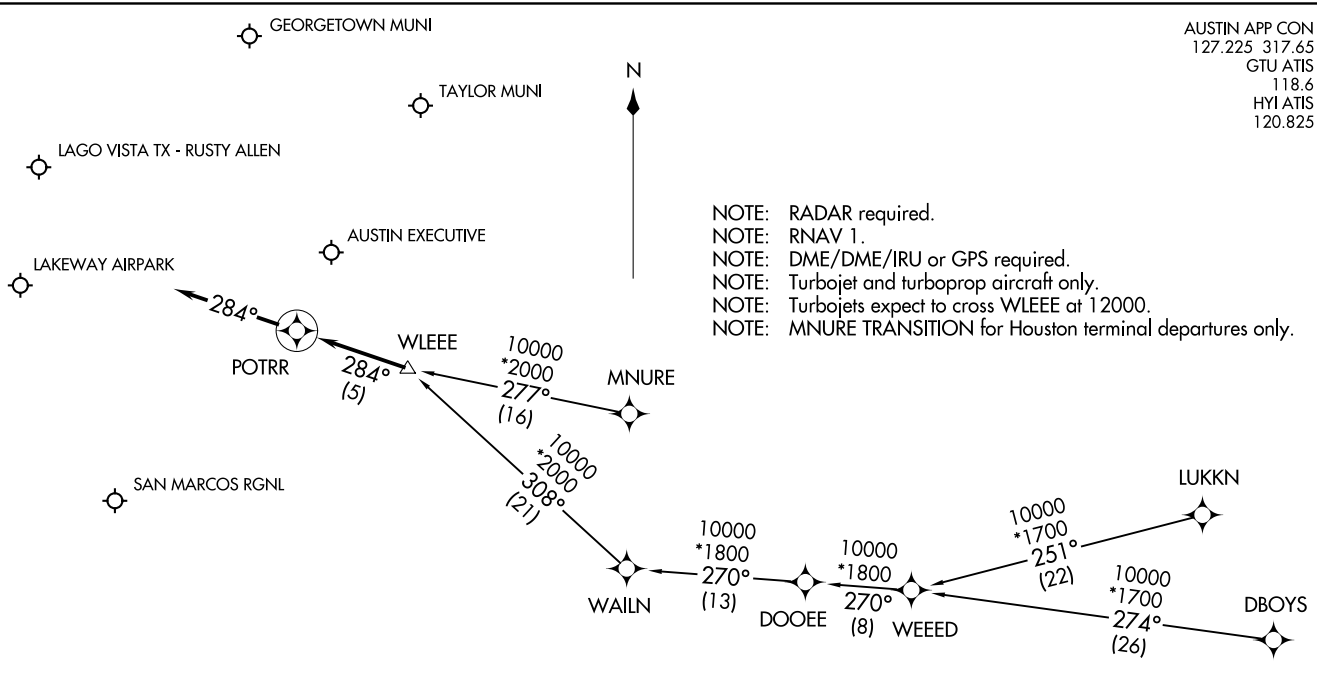 GEORGETOWN MUNI
AUSTIN APP CON
127.225 317.65
GTU ATIS
118.6
HYI ATIS
120.825
N
TAYLOR MUNI
LAGO VISTA TX - RUSTY ALLEN
NOTE: RADAR required.
NOTE: RNAV 1.
NOTE: DME/DME/IRU or GPS required.
NOTE: Turbojet and turboprop aircraft only.
NOTE: Turbojets expect to cross WLEEE at 12000.
NOTE: MNURE TRANSITION for Houston terminal departures only.
AUSTIN EXECUTIVE
LAKEWAY AIRPARK
284°
POTRR
WLEEE
284°
(5)
10000
*2000
277°
(16)
MNURE
SAN MARCOS RGNL
10000
*2000
308°
(21)
WAILN
10000
*1800
270°
(13)
DOOEE
10000
*1800
270°
(8)
WEEED
10000
*1700
251°
(22)
LUKKN
10000
*1700
274°
(26)
DBOYS